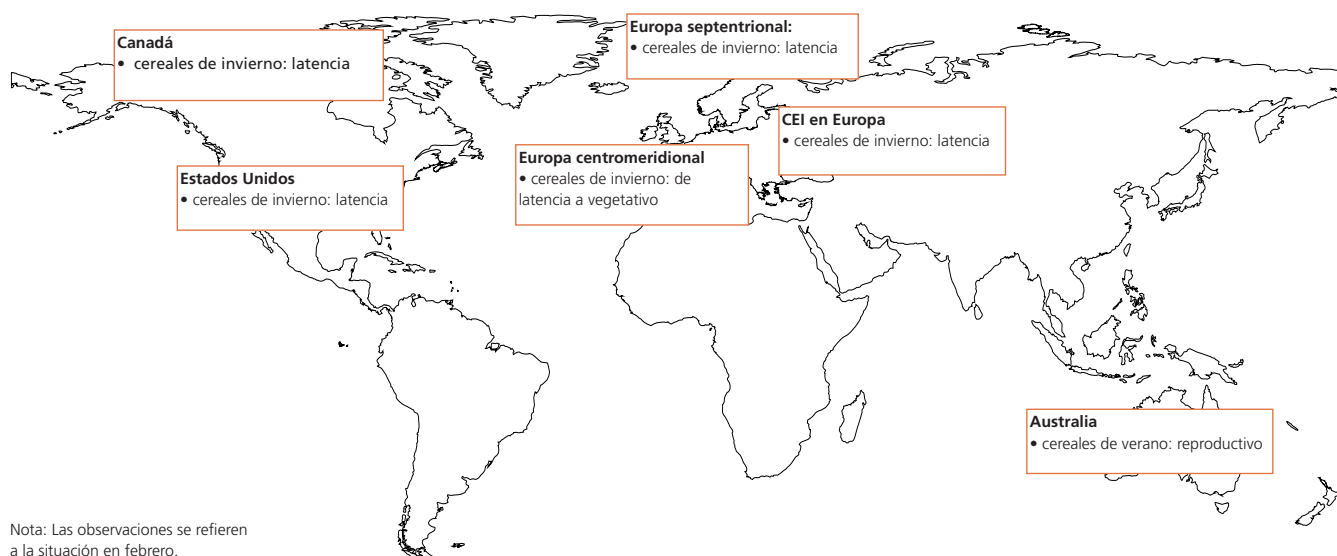 Canadá
• cereales de invierno: latencia
Europa septentrional:
• cereales de invierno: latencia
CEI en Europa
• cereales de invierno: latencia
Europa centromeridional
• cereales de invierno: de
latencia a vegetativo
Estados Unidos
• cereales de invierno: latencia
Australia
• cereales de verano: reproductivo
Nota: Las observaciones se refieren
a la situación en febrero.